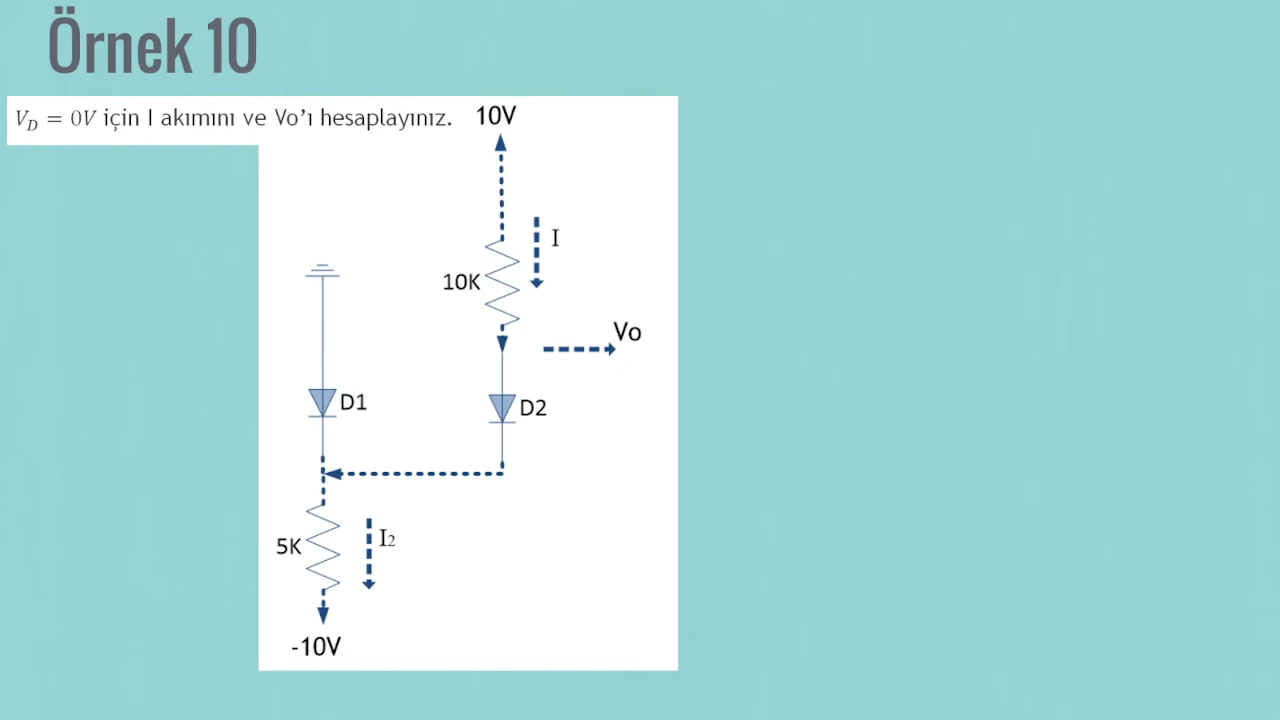 Örnek 10
V_D = 0V için I akımını ve Vo’ı hesaplayınız.
10V
I
10K
Vo
D1
D2
5K
I2
-10V